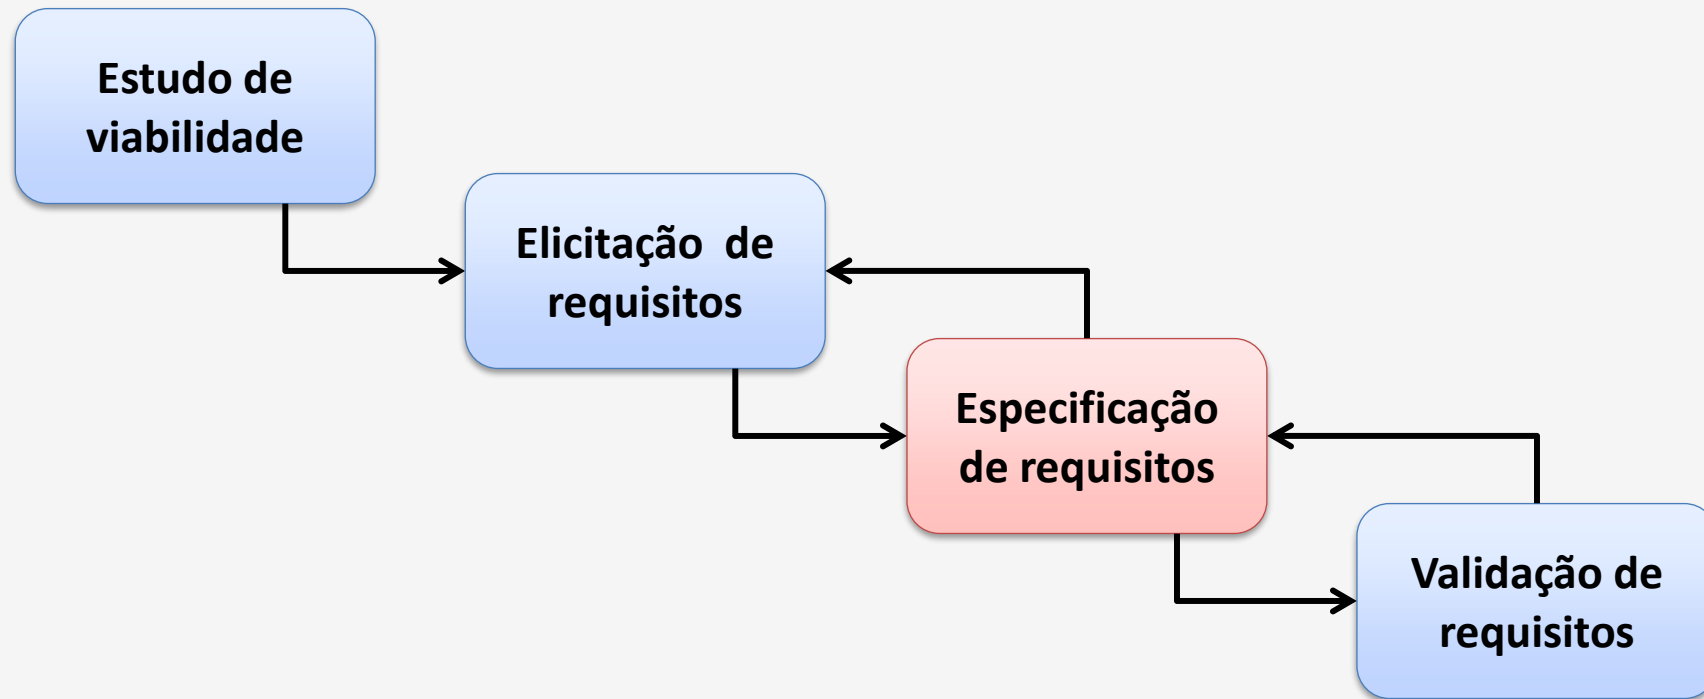 Estudo de
viabilidade
Elicitação de
requisitos
Especificação
de requisitos
Validação de
requisitos